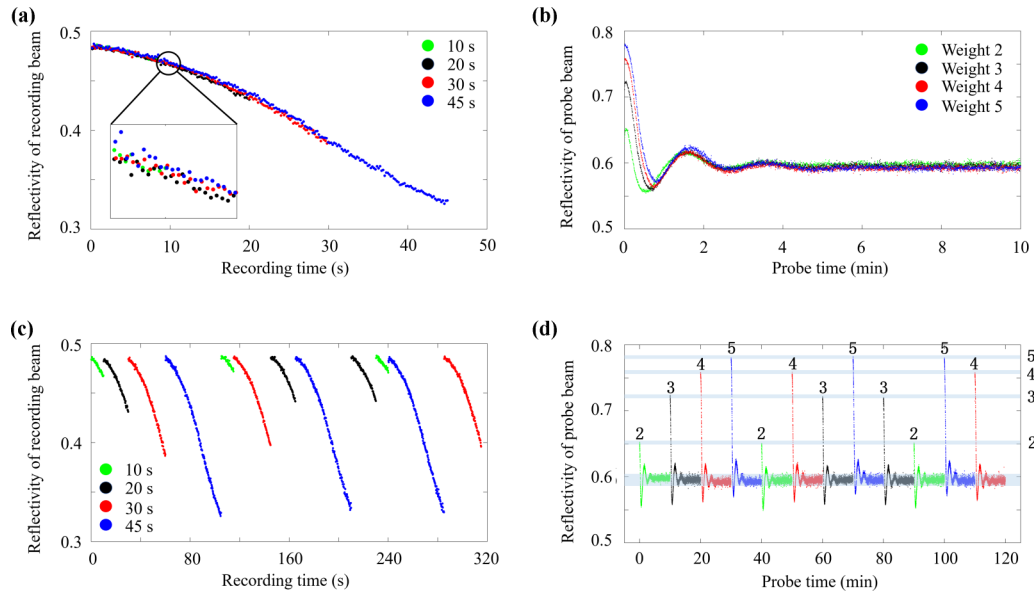 (a)
Reflectivity of recording beam
0.5
0.4
0.3
0 10 20 30 40 50
Recording time (s)
10 s
20 s
30 s
45 s
(b)
Reflectivity of probe beam
0.8
0.7
0.6
0.5
0 2 4 6 8 10
Probe time (min)
Weight 2
Weight 3
Weight 4
Weight 5
(c)
Reflectivity of recording beam
0.5
0.4
0.3
0 80 160 240 320
Recording time (s)
10 s
20 s
30 s
45 s
(d)
Reflectivity of probe beam
0.8
0.7
0.6
0.5
0 20 40 60 80 100 120
Probe time (min)
2 3 4 5 2 4 3 5 3 2 5 4
5
4
3
2